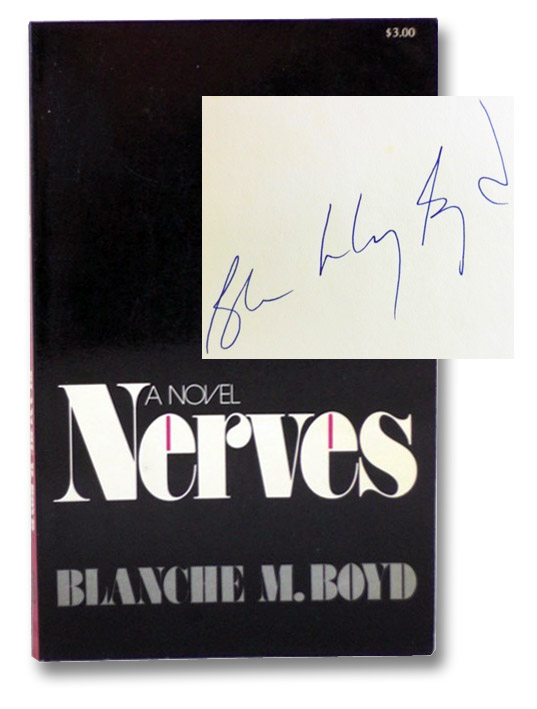 $3.00
A NOVEL
Nerves
BLANCHE M. BOYD